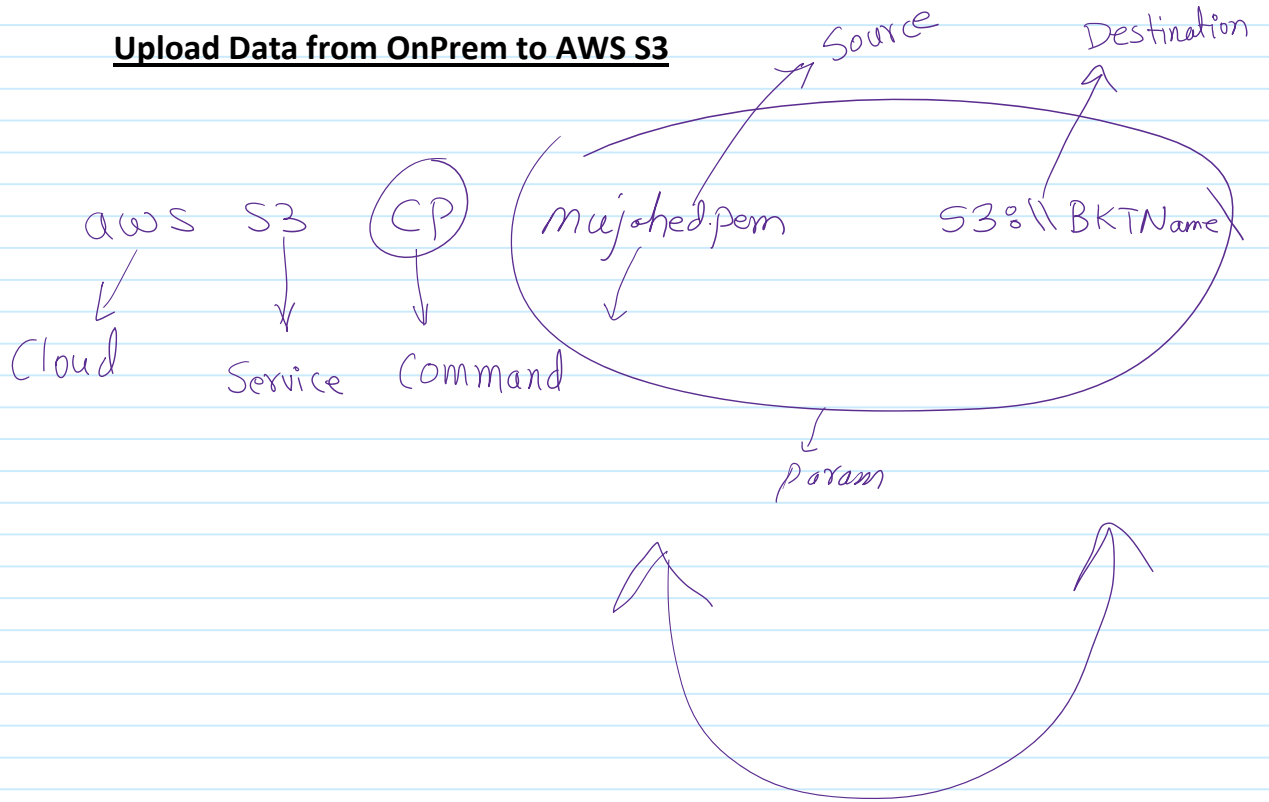 Upload Data from OnPrem to AWS S3
Source Destination
aws S3 CP mujahed.pem S3:\\BKTName\
Cloud Service Command
param